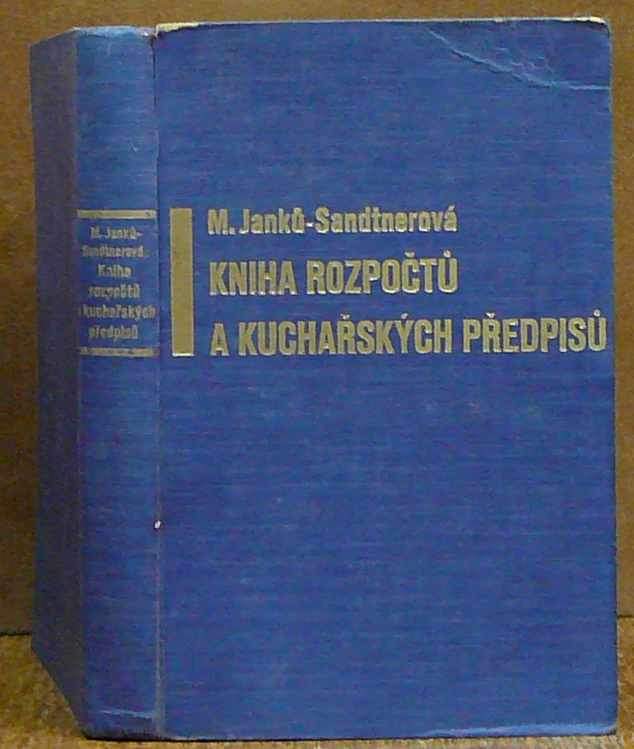 M. Janků-
Sandtnerová:
Kniha
rozpočtů
a kuchařských
předpisů
M. Janků-Sandtnerová
KNIHA ROZPOČTŮ
A KUCHAŘSKÝCH PŘEDPISŮ